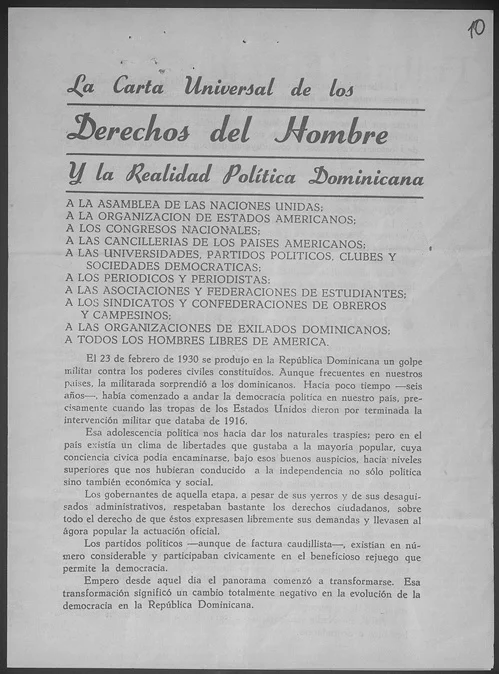 10
La Carta Universal de los
Derechos del Hombre
Y la Realidad Política Dominicana
A LA ASAMBLEA DE LAS NACIONES UNIDAS;
A LA ORGANIZACION DE ESTADOS AMERICANOS;
A LOS CONGRESOS NACIONALES;
A LAS CANCILLERIAS DE LOS PAISES AMERICANOS;
A LAS UNIVERSIDADES, PARTIDOS POLITICOS, CLUBES Y
SOCIEDADES DEMOCRATICAS;
A LOS PERIODICOS Y PERIODISTAS;
A LAS ASOCIACIONES Y FEDERACIONES DE ESTUDIANTES;
A LOS SINDICATOS Y CONFEDERACIONES DE OBREROS
Y CAMPESINOS;
A LAS ORGANIZACIONES DE EXILADOS DOMINICANOS;
A TODOS LOS HOMBRES LIBRES DE AMERICA.
El 23 de febrero de 1930 se produjo en la República Dominicana un golpe
militar contra los poderes civiles constituídos. Aunque frecuentes en nuestros
países, la militarada sorprendió a los dominicanos. Hacía poco tiempo —seis
años—, había comenzado a andar la democracia política en nuestro país, pre-
cisamente cuando las tropas de los Estados Unidos dieron por terminada la
intervención militar que databa de 1916.
Esa adolescencia política nos hacía dar los naturales traspiés; pero en el
país existía un clima de libertades que gustaba a la mayoría popular, cuya
conciencia cívica podía encaminarse, bajo esos buenos auspicios, hacia niveles
superiores que nos hubieran conducido a la independencia no sólo política
sino también económica y social.
Los gobernantes de aquella etapa, a pesar de sus yerros y de sus desagui-
sados administrativos, respetaban bastante los derechos ciudadanos, sobre
todo el derecho de que éstos expresasen libremente sus demandas y llevasen al
ágora popular la actuación oficial.
Los partidos políticos —aunque de factura caudillista—, existían en nú-
mero considerable y participaban cívicamente en el beneficioso rejuego que
permite la democracia.
Empero desde aquel día el panorama comenzó a transformarse. Esa
transformación significó un cambio totalmente negativo en la evolución de la
democracia en la República Dominicana.